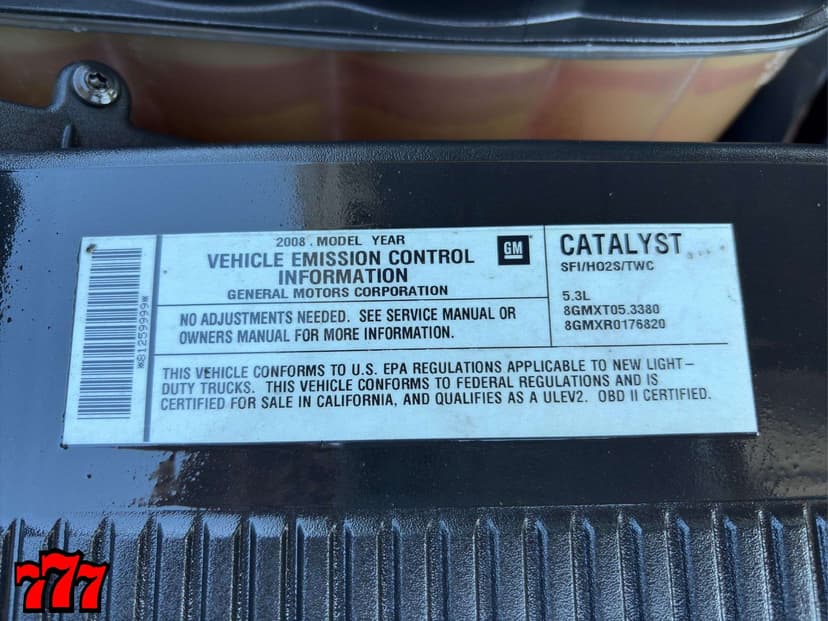 2008 . MODEL YEAR
VEHICLE EMISSION CONTROL
INFORMATION
GENERAL MOTORS CORPORATION
GM
NO ADJUSTMENTS NEEDED. SEE SERVICE MANUAL OR
OWNERS MANUAL FOR MORE INFORMATION.
CATALYST
SFI/HO2S/TWC
5.3L
8GMXT05.3380
8GMXR0176820
THIS VEHICLE CONFORMS TO U.S. EPA REGULATIONS APPLICABLE TO NEW LIGHT-
DUTY TRUCKS. THIS VEHICLE CONFORMS TO FEDERAL REGULATIONS AND IS
CERTIFIED FOR SALE IN CALIFORNIA, AND QUALIFIES AS A ULEV2. OBD II CERTIFIED.
*81259999*
777